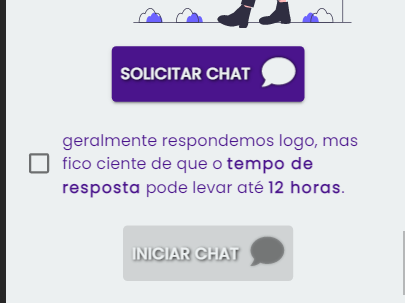 SOLICITAR CHAT
geralmente respondemos logo, mas
fico ciente de que o tempo de
resposta pode levar até 12 horas.
INICIAR CHAT